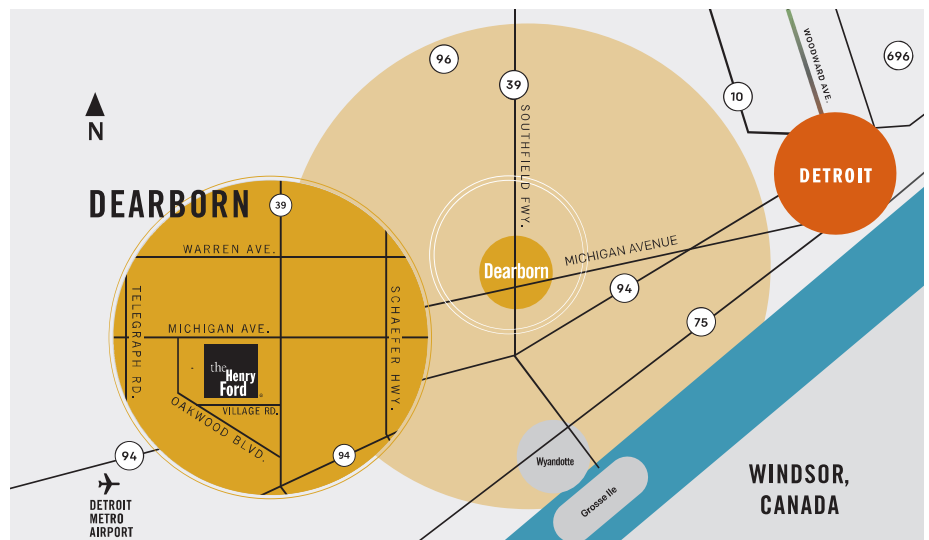 96
39
10
WOODWARD AVE.
696
N
SOUTHFIELD FWY.
DETROIT
DEARBORN
39
WARREN AVE.
MICHIGAN AVENUE
Dearborn
94
75
TELEGRAPH RD.
SCHAEFER HWY.
MICHIGAN AVE.
the
Henry
Ford
VILLAGE RD.
OAKWOOD BLVD.
94
94
DETROIT
METRO
AIRPORT
Wyandotte
Grosse Ile
WINDSOR,
CANADA